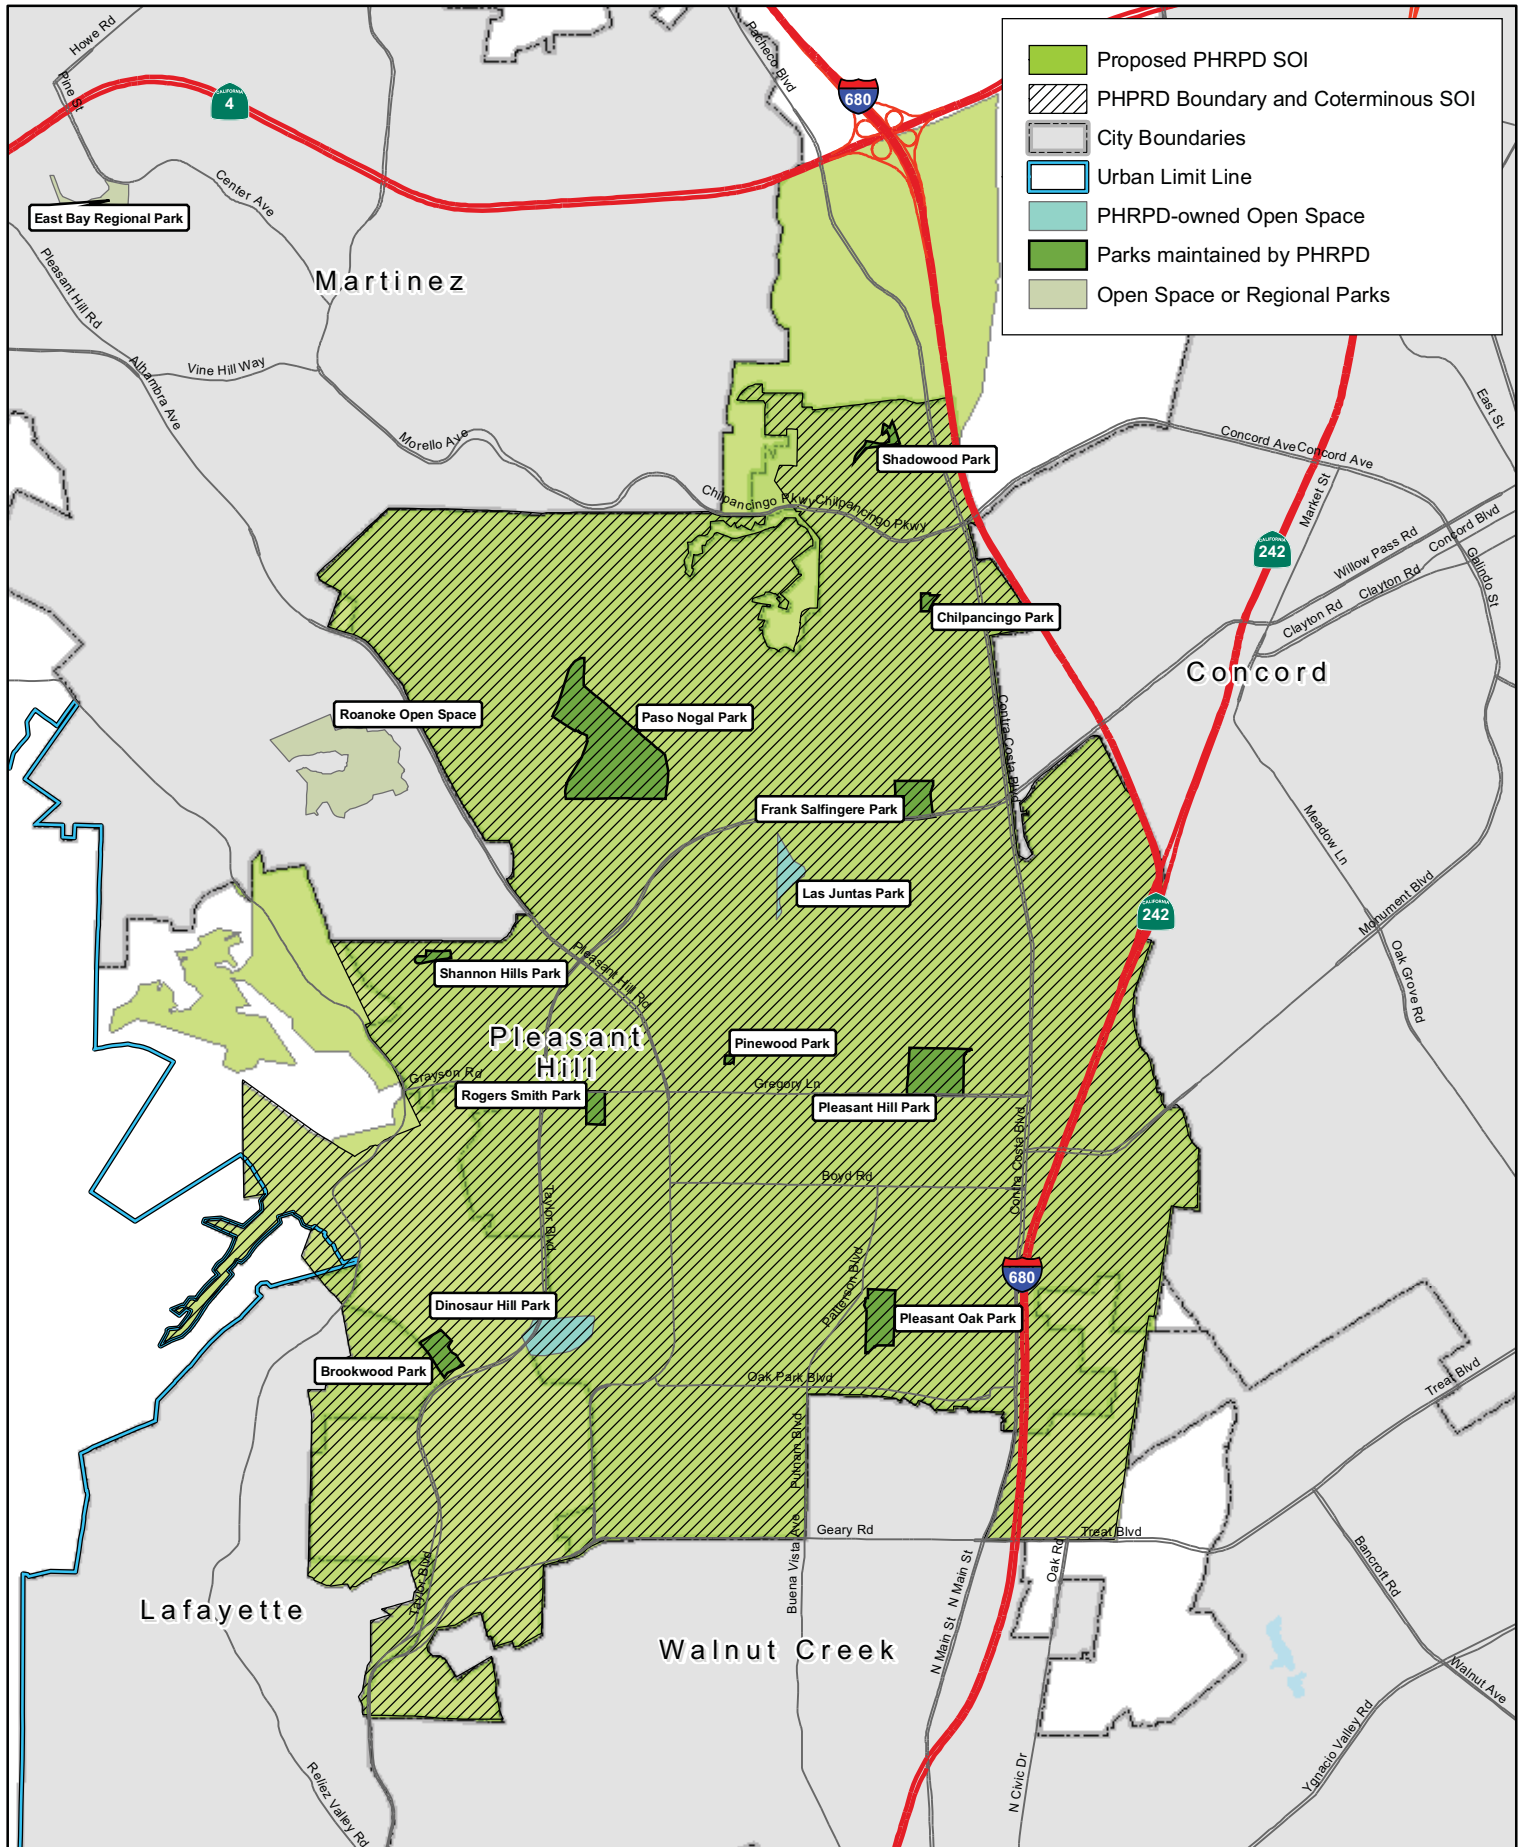 Proposed PHRPD SOI
PHPRD Boundary and Coterminous SOI
City Boundaries
Urban Limit Line
PHRPD-owned Open Space
Parks maintained by PHRPD
Open Space or Regional Parks
Howe Rd
Pine St
CALIFORNIA
4
Pacheco Blvd
680
Center Ave
East Bay Regional Park
Martinez
Pleasant Hill Rd
Vine Hill Way
Alhambra Ave
Morello Ave
Shadowood Park
Concord Ave
Concord Ave
East St
Market St
Chilpancingo Pkwy
Chilpancingo Pkwy
Willow Pass Rd
Concord Blvd
CALIFORNIA
242
Clayton Rd
Clayton Rd
Galindo St
Chilpancingo Park
Concord
Roanoke Open Space
Paso Nogal Park
Contra Costa Blvd
Frank Salfingere Park
Meadow Ln
Las Juntas Park
Monument Blvd
CALIFORNIA
242
Oak Grove Rd
Shannon Hills Park
Pleasant Hill Rd
Pleasant
Hill
Pinewood Park
Grayson Rd
Gregory Ln
Rogers Smith Park
Pleasant Hill Park
Contra Costa Blvd
Boyd Rd
Taylor Blvd
Patterson Blvd
680
Dinosaur Hill Park
Pleasant Oak Park
Brookwood Park
Oak Park Blvd
Treat Blvd
Putnam Blvd
Geary Rd
Treat Blvd
Buena Vista Ave
N Main St
Oak Rd
Bancroft Rd
Taylor Blvd
Lafayette
Walnut Creek
N Main St
Walnut Ave
Ygnacio Valley Rd
N Civic Dr
Reliez Valley Rd